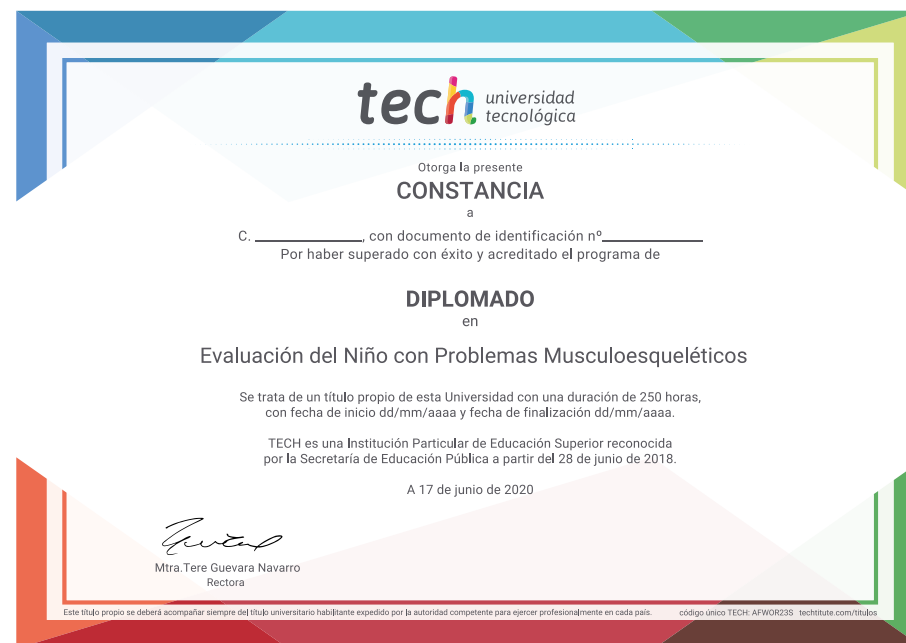 tech universidad
tecnológica
Otorga la presente
CONSTANCIA
a
C. ______________, con documento de identificación nº_____________
Por haber superado con éxito y acreditado el programa de
DIPLOMADO
en
Evaluación del Niño con Problemas Musculoesqueléticos
Se trata de un título propio de esta Universidad con una duración de 250 horas,
con fecha de inicio dd/mm/aaaa y fecha de finalización dd/mm/aaaa.
TECH es una Institución Particular de Educación Superior reconocida
por la Secretaría de Educación Pública a partir del 28 de junio de 2018.
A 17 de junio de 2020
Mtra.Tere Guevara Navarro
Rectora
Este título propio se deberá acompañar siempre del título universitario habilitante expedido por la autoridad competente para ejercer profesionalmente en cada país. código único TECH: AFWOR23S techtitute.com/titulos